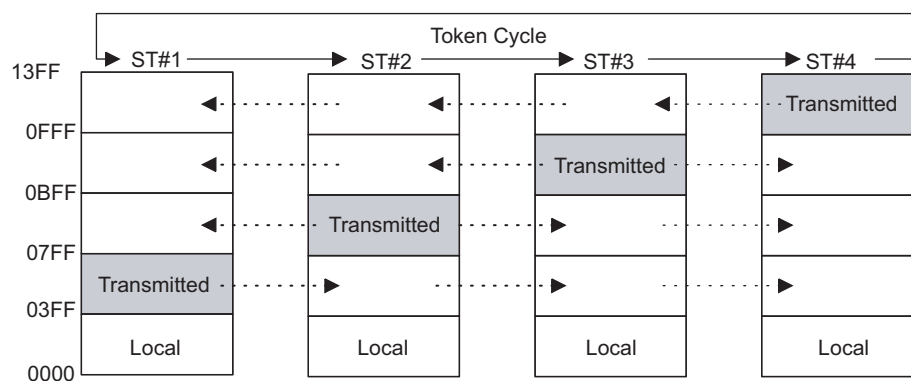 Token Cycle
ST#1 ST#2 ST#3 ST#4
13FF
Transmitted
0FFF
Transmitted
0BFF
Transmitted
07FF
Transmitted
03FF
Local Local Local Local
0000